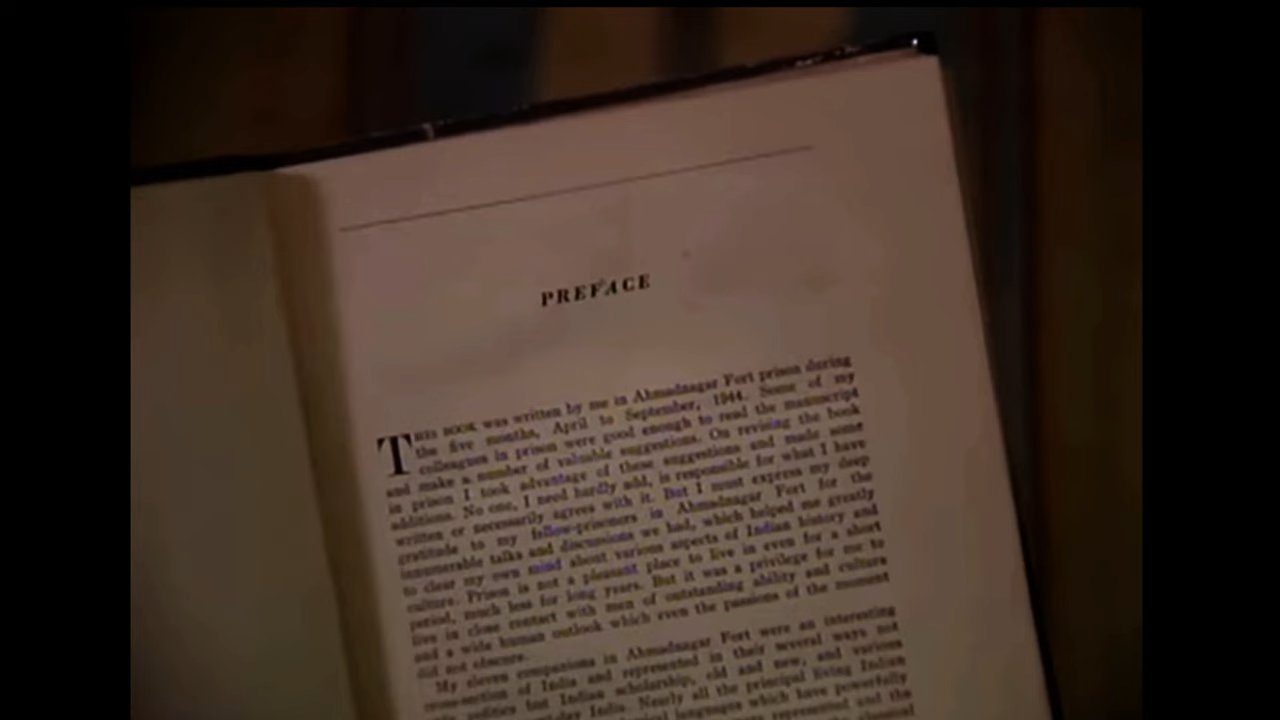 PREFACE
THIS BOOK was written by me in Ahmadnagar Fort prison during
the five months, April to September, 1944. Some of my
colleagues in prison were good enough to read the manuscript
and make a number of valuable suggestions. On revising the book
in prison I took advantage of these suggestions and made some
additions. No one, I need hardly add, is responsible for what I have
written or necessarily agrees with it. But I must express my deep
gratitude to my fellow-prisoners in Ahmadnagar Fort for the
innumerable talks and discussions we had, which helped me greatly
to clear my own mind about various aspects of Indian history and
culture. Prison is not a pleasant place to live in even for a short
period, much less for long years. But it was a privilege for me to
live in close contact with men of outstanding ability and culture
and a wide human outlook which even the passions of the moment
did not obscure.
My eleven companions in Ahmadnagar Fort were an interesting
cross-section of India and represented in their several ways not
politics but Indian scholarship, old and new, and various
India. Nearly all the principal living Indian
languages which have powerfully
were represented and the